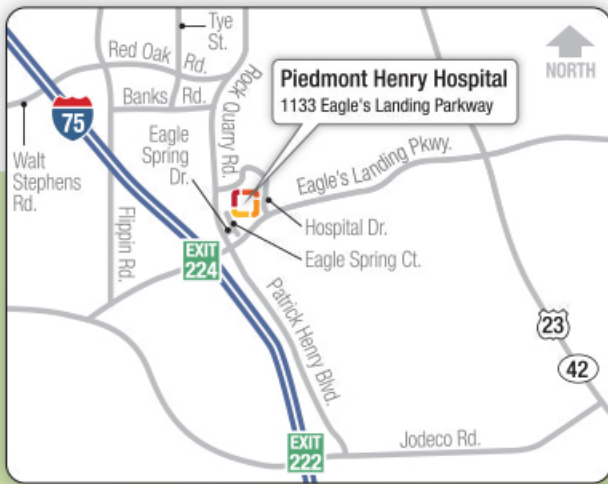 Tye
St.
Red Oak Rd.
NORTH
Piedmont Henry Hospital
1133 Eagle's Landing Parkway
Banks Rd.
Rock Quarry Rd.
75
Eagle
Spring
Dr.
Walt
Stephens
Rd.
Eagle's Landing Pkwy.
Flippin Rd.
Hospital Dr.
EXIT
224
Eagle Spring Ct.
Patrick Henry Blvd.
23
42
EXIT
222
Jodeco Rd.